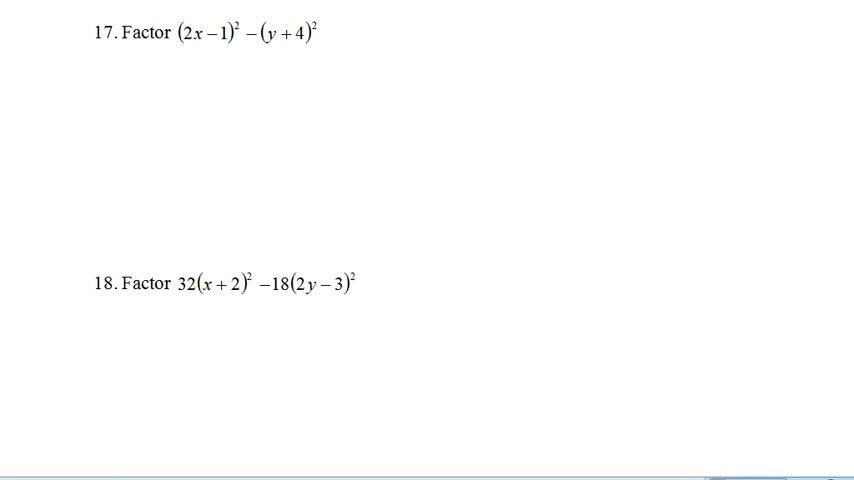 17. Factor (2x − 1)² − (y + 4)²
18. Factor 32(x + 2)² − 18(2y − 3)²